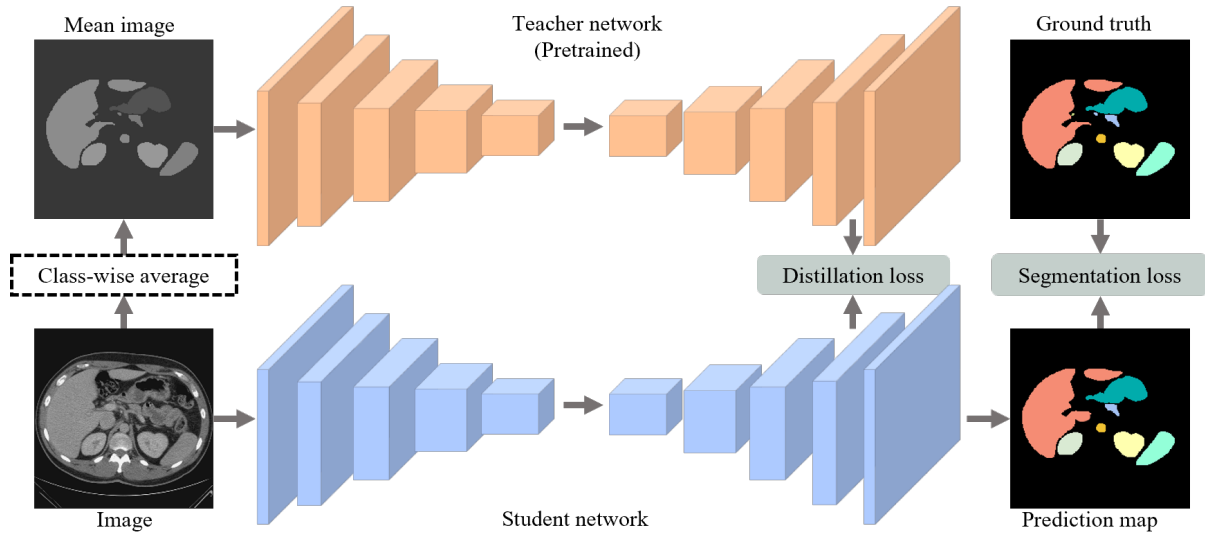 Mean image
Teacher network
(Pretrained)
Ground truth
Class-wise average
Distillation loss
Segmentation loss
Image
Student network
Prediction map